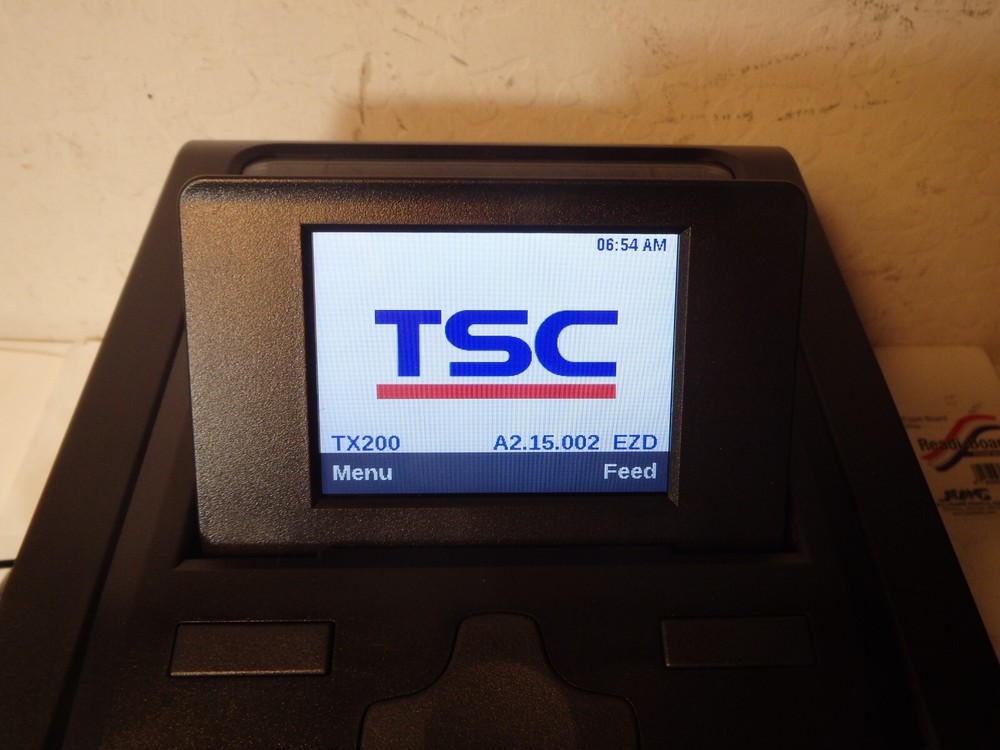 06:54 AM
TSC
TX200 A2.15.002 EZD
Menu Feed